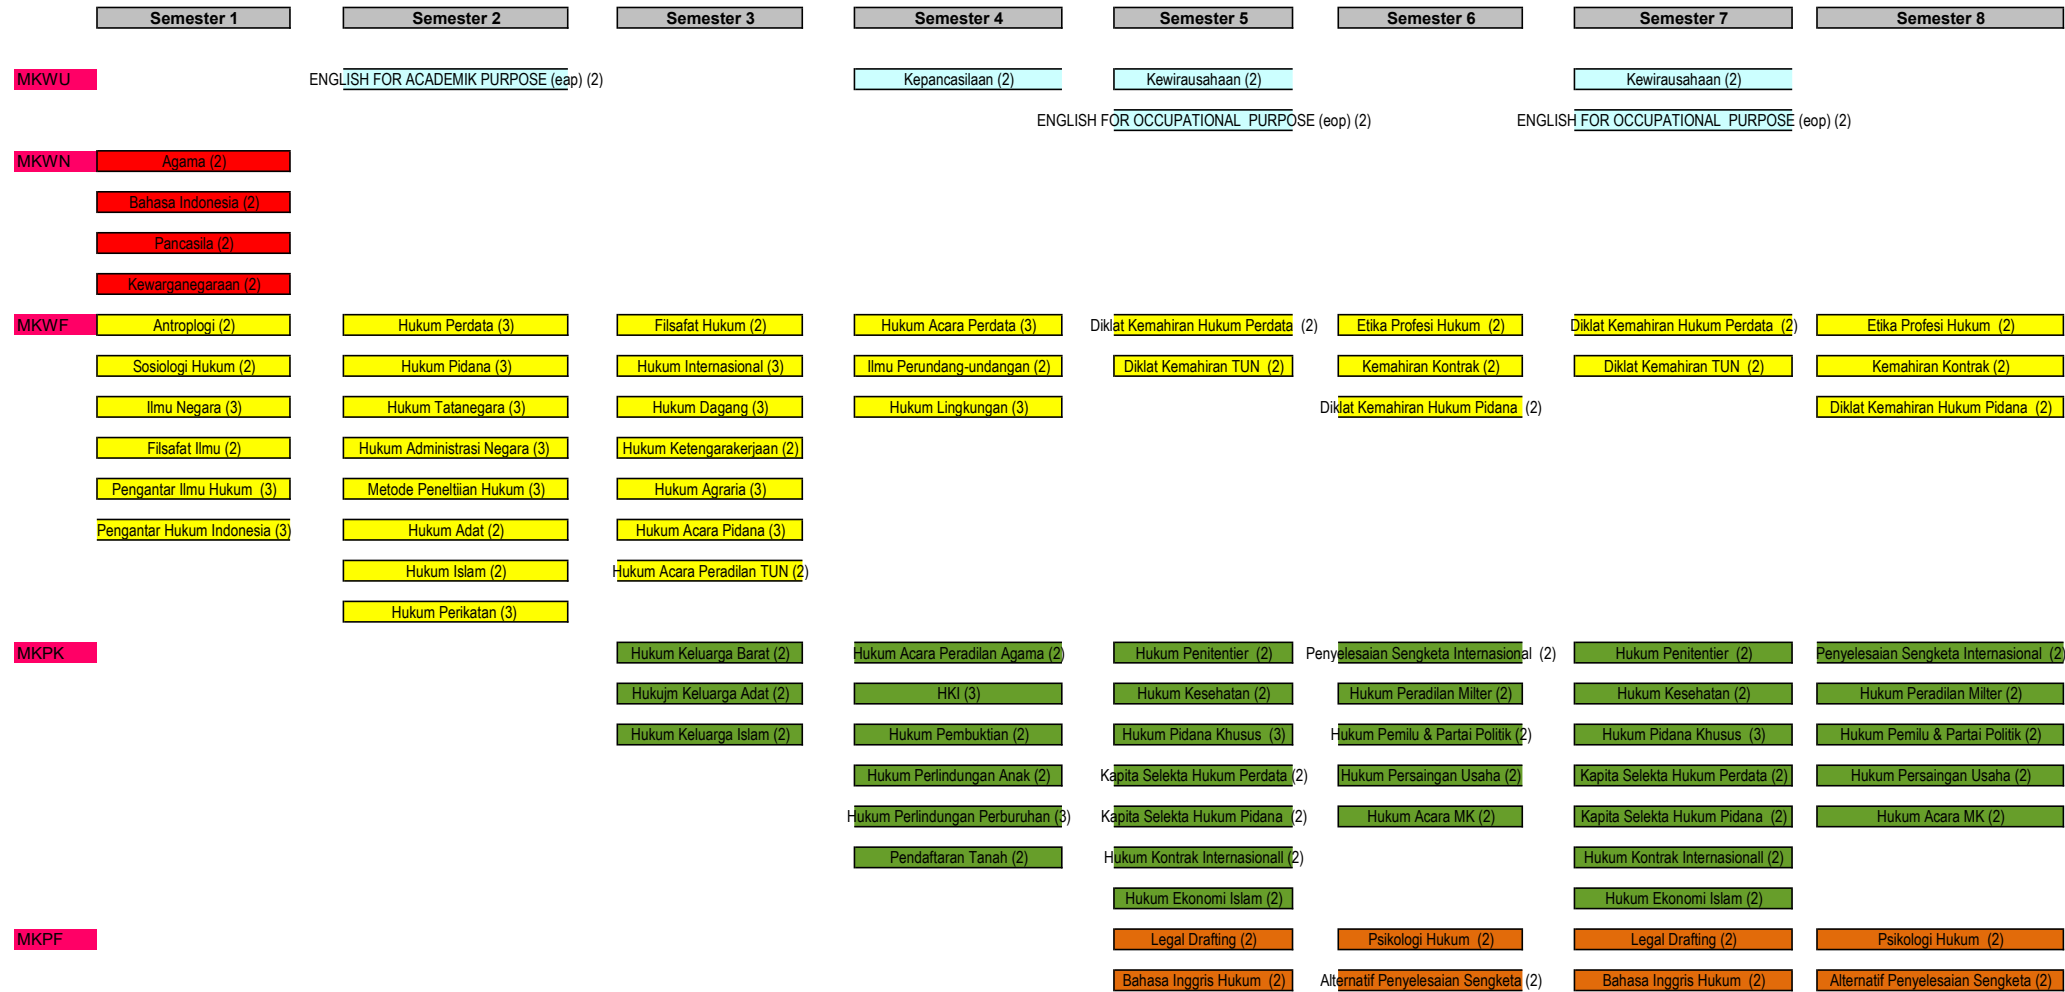 Semester 1 Semester 2 Semester 3 Semester 4 Semester 5 Semester 6 Semester 7 Semester 8
MKWU ENGLISH FOR ACADEMIK PURPOSE (eap) (2) Kepancasilaan (2) Kewirausahaan (2) Kewirausahaan (2)
ENGLISH FOR OCCUPATIONAL PURPOSE (eop) (2) ENGLISH FOR OCCUPATIONAL PURPOSE (eop) (2)
MKWN Agama (2)
Bahasa Indonesia (2)
Pancasila (2)
Kewarganegaraan (2)
MKWF Antroplogi (2) Hukum Perdata (3) Filsafat Hukum (2) Hukum Acara Perdata (3) Diklat Kemahiran Hukum Perdata (2) Etika Profesi Hukum (2) Diklat Kemahiran Hukum Perdata (2) Etika Profesi Hukum (2)
Sosiologi Hukum (2) Hukum Pidana (3) Hukum Internasional (3) Ilmu Perundang-undangan (2) Diklat Kemahiran TUN (2) Kemahiran Kontrak (2) Diklat Kemahiran TUN (2) Kemahiran Kontrak (2)
Ilmu Negara (3) Hukum Tatanegara (3) Hukum Dagang (3) Hukum Lingkungan (3) Diklat Kemahiran Hukum Pidana (2) Diklat Kemahiran Hukum Pidana (2)
Filsafat Ilmu (2) Hukum Administrasi Negara (3) Hukum Ketengarakerjaan (2)
Pengantar Ilmu Hukum (3) Metode Peneltiian Hukum (3) Hukum Agraria (3)
Pengantar Hukum Indonesia (3) Hukum Adat (2) Hukum Acara Pidana (3)
Hukum Islam (2) Hukum Acara Peradilan TUN (2)
Hukum Perikatan (3)
MKPK Hukum Keluarga Barat (2) Hukum Acara Peradilan Agama (2) Hukum Penitentier (2) Penyelesaian Sengketa Internasional (2) Hukum Penitentier (2) Penyelesaian Sengketa Internasional (2)
Hukujm Keluarga Adat (2) HKI (3) Hukum Kesehatan (2) Hukum Peradilan Milter (2) Hukum Kesehatan (2) Hukum Peradilan Milter (2)
Hukum Keluarga Islam (2) Hukum Pembuktian (2) Hukum Pidana Khusus (3) Hukum Pemilu & Partai Politik (2) Hukum Pidana Khusus (3) Hukum Pemilu & Partai Politik (2)
Hukum Perlindungan Anak (2) Kapita Selekta Hukum Perdata (2) Hukum Persaingan Usaha (2) Kapita Selekta Hukum Perdata (2) Hukum Persaingan Usaha (2)
Hukum Perlindungan Perburuhan (3) Kapita Selekta Hukum Pidana (2) Hukum Acara MK (2) Kapita Selekta Hukum Pidana (2) Hukum Acara MK (2)
Pendaftaran Tanah (2) Hukum Kontrak Internasionall (2) Hukum Kontrak Internasionall (2)
Hukum Ekonomi Islam (2) Hukum Ekonomi Islam (2)
MKPF Legal Drafting (2) Psikologi Hukum (2) Legal Drafting (2) Psikologi Hukum (2)
Bahasa Inggris Hukum (2) Alternatif Penyelesaian Sengketa (2) Bahasa Inggris Hukum (2) Alternatif Penyelesaian Sengketa (2)